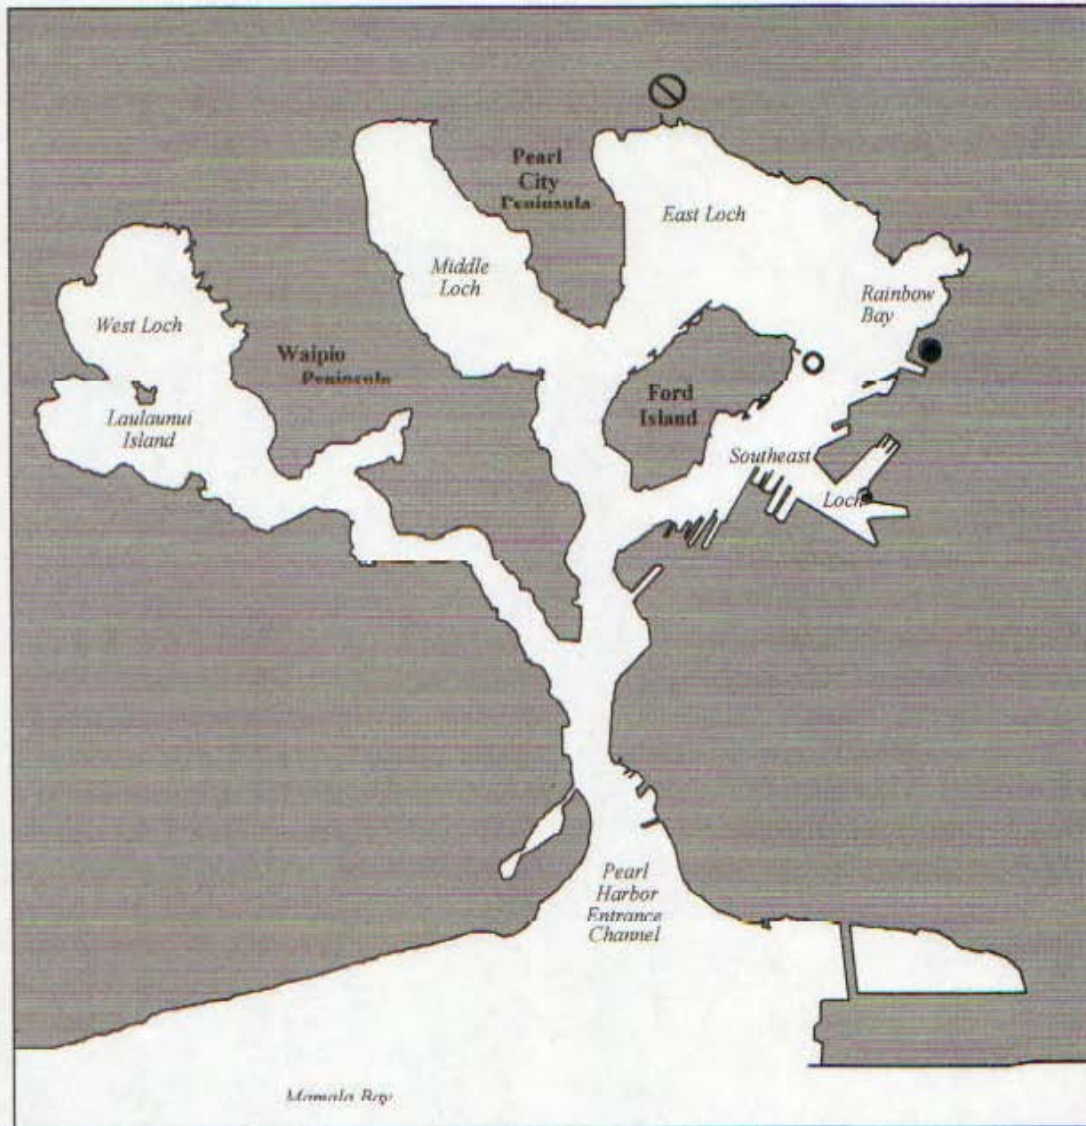 Pearl
City
Peninsula
East Loch
Middle
Loch
Rainbow
Bay
West Loch
Waipio
Peninsula
Ford
Island
Laulaunui
Island
Southeast
Loch
Pearl
Harbor
Entrance
Channel
Mamala Bay